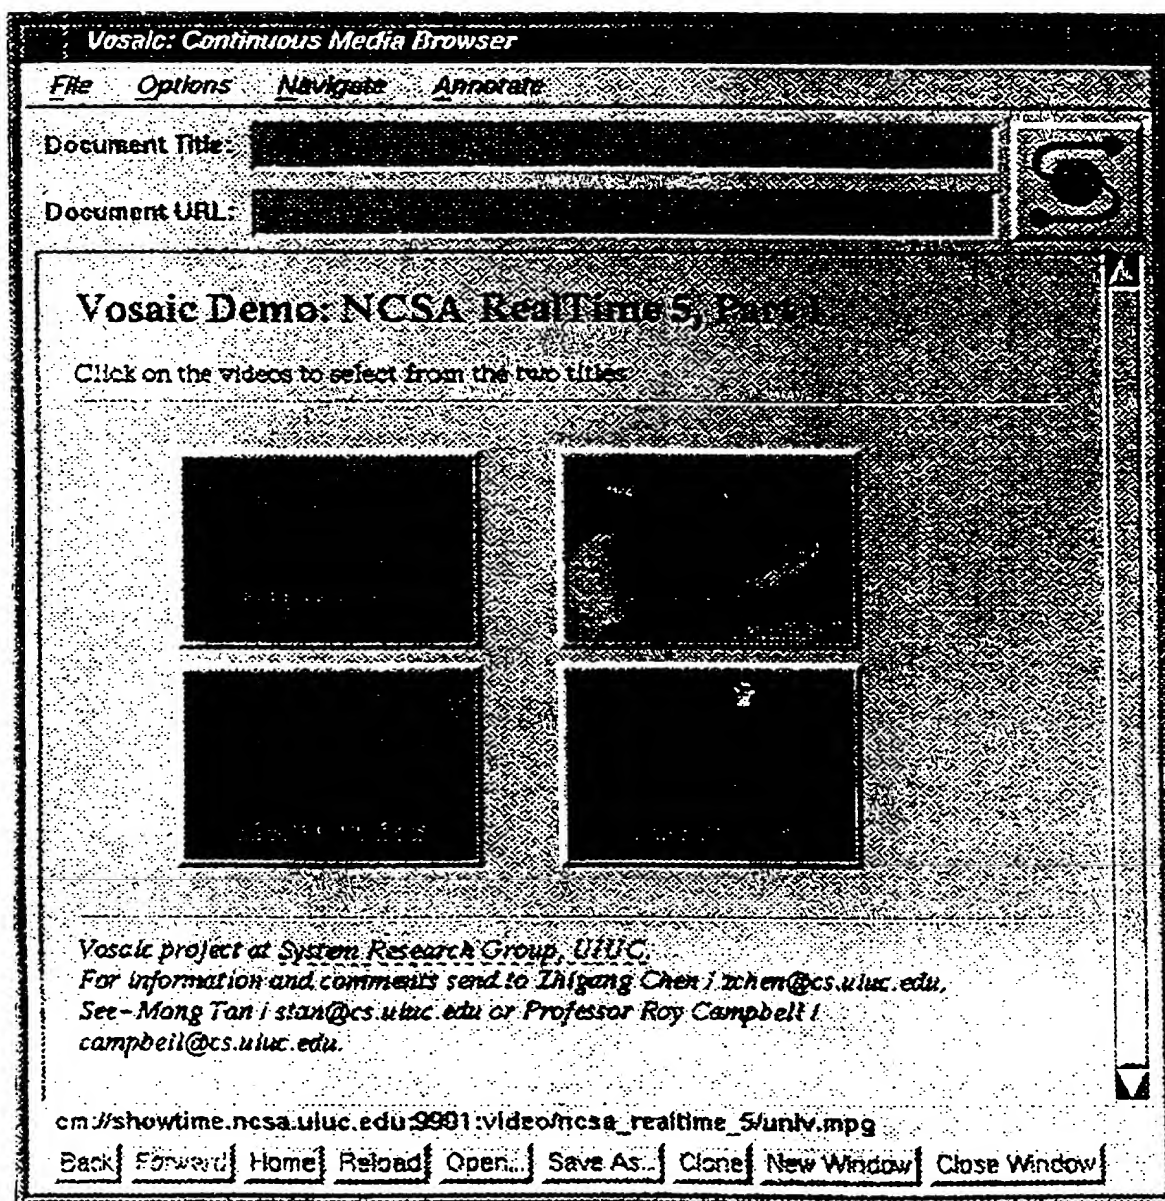 Vosaic: Continuous Media Browser
File Options Navigate Annotate
Document Title:
Document URL:
Vosaic Demo: NCSA RealTime 5, Part I
Click on the videos to select from the two titles
Vosaic project at System Research Group, UIUC.
For information and comments send to Zhigang Chen / zchen@cs.uiuc.edu,
See-Mong Tan / stan@cs.uiuc.edu or Professor Roy Campbell /
campbell@cs.uiuc.edu.
cm://showtime.ncsa.uiuc.edu:9901:video/ncsa_realtime_5/univ.mpg
Back Forward Home Reload Open... Save As... Clone New Window Close Window